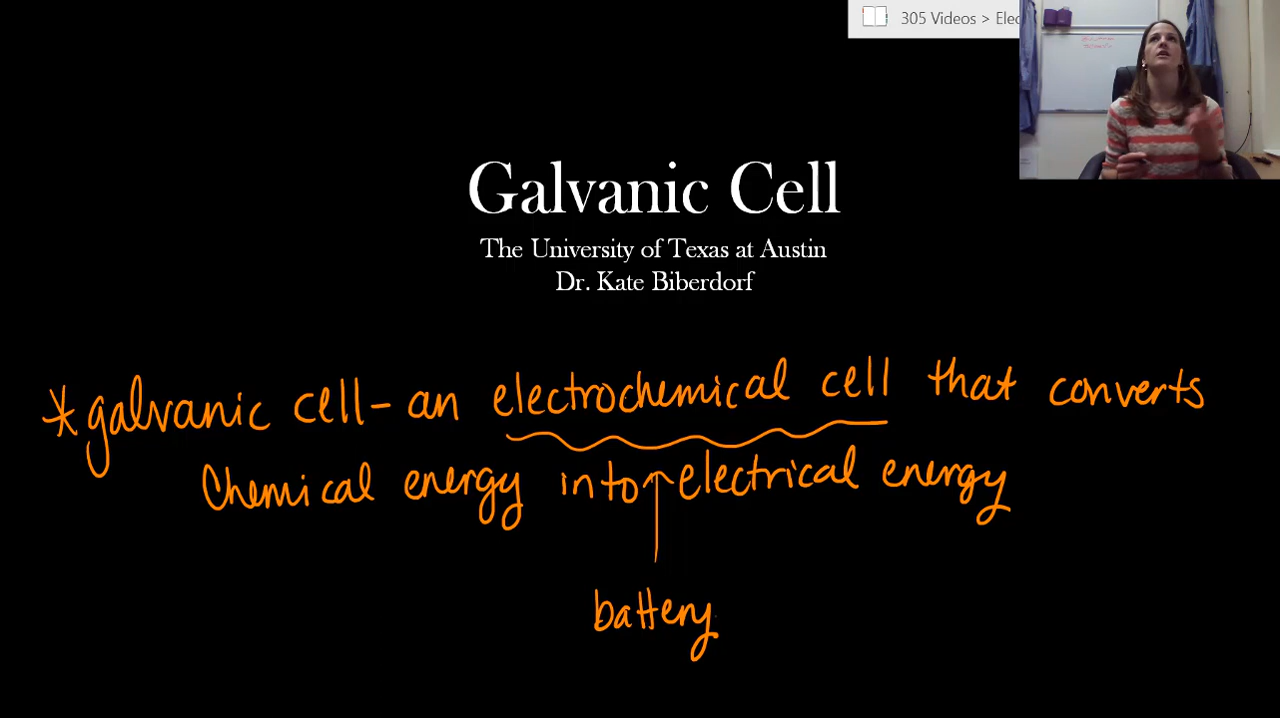 305 Videos > Elec
Galvanic Cell
The University of Texas at Austin
Dr. Kate Biberdorf
*galvanic cell - an electrochemical cell that converts
Chemical energy into electrical energy
battery